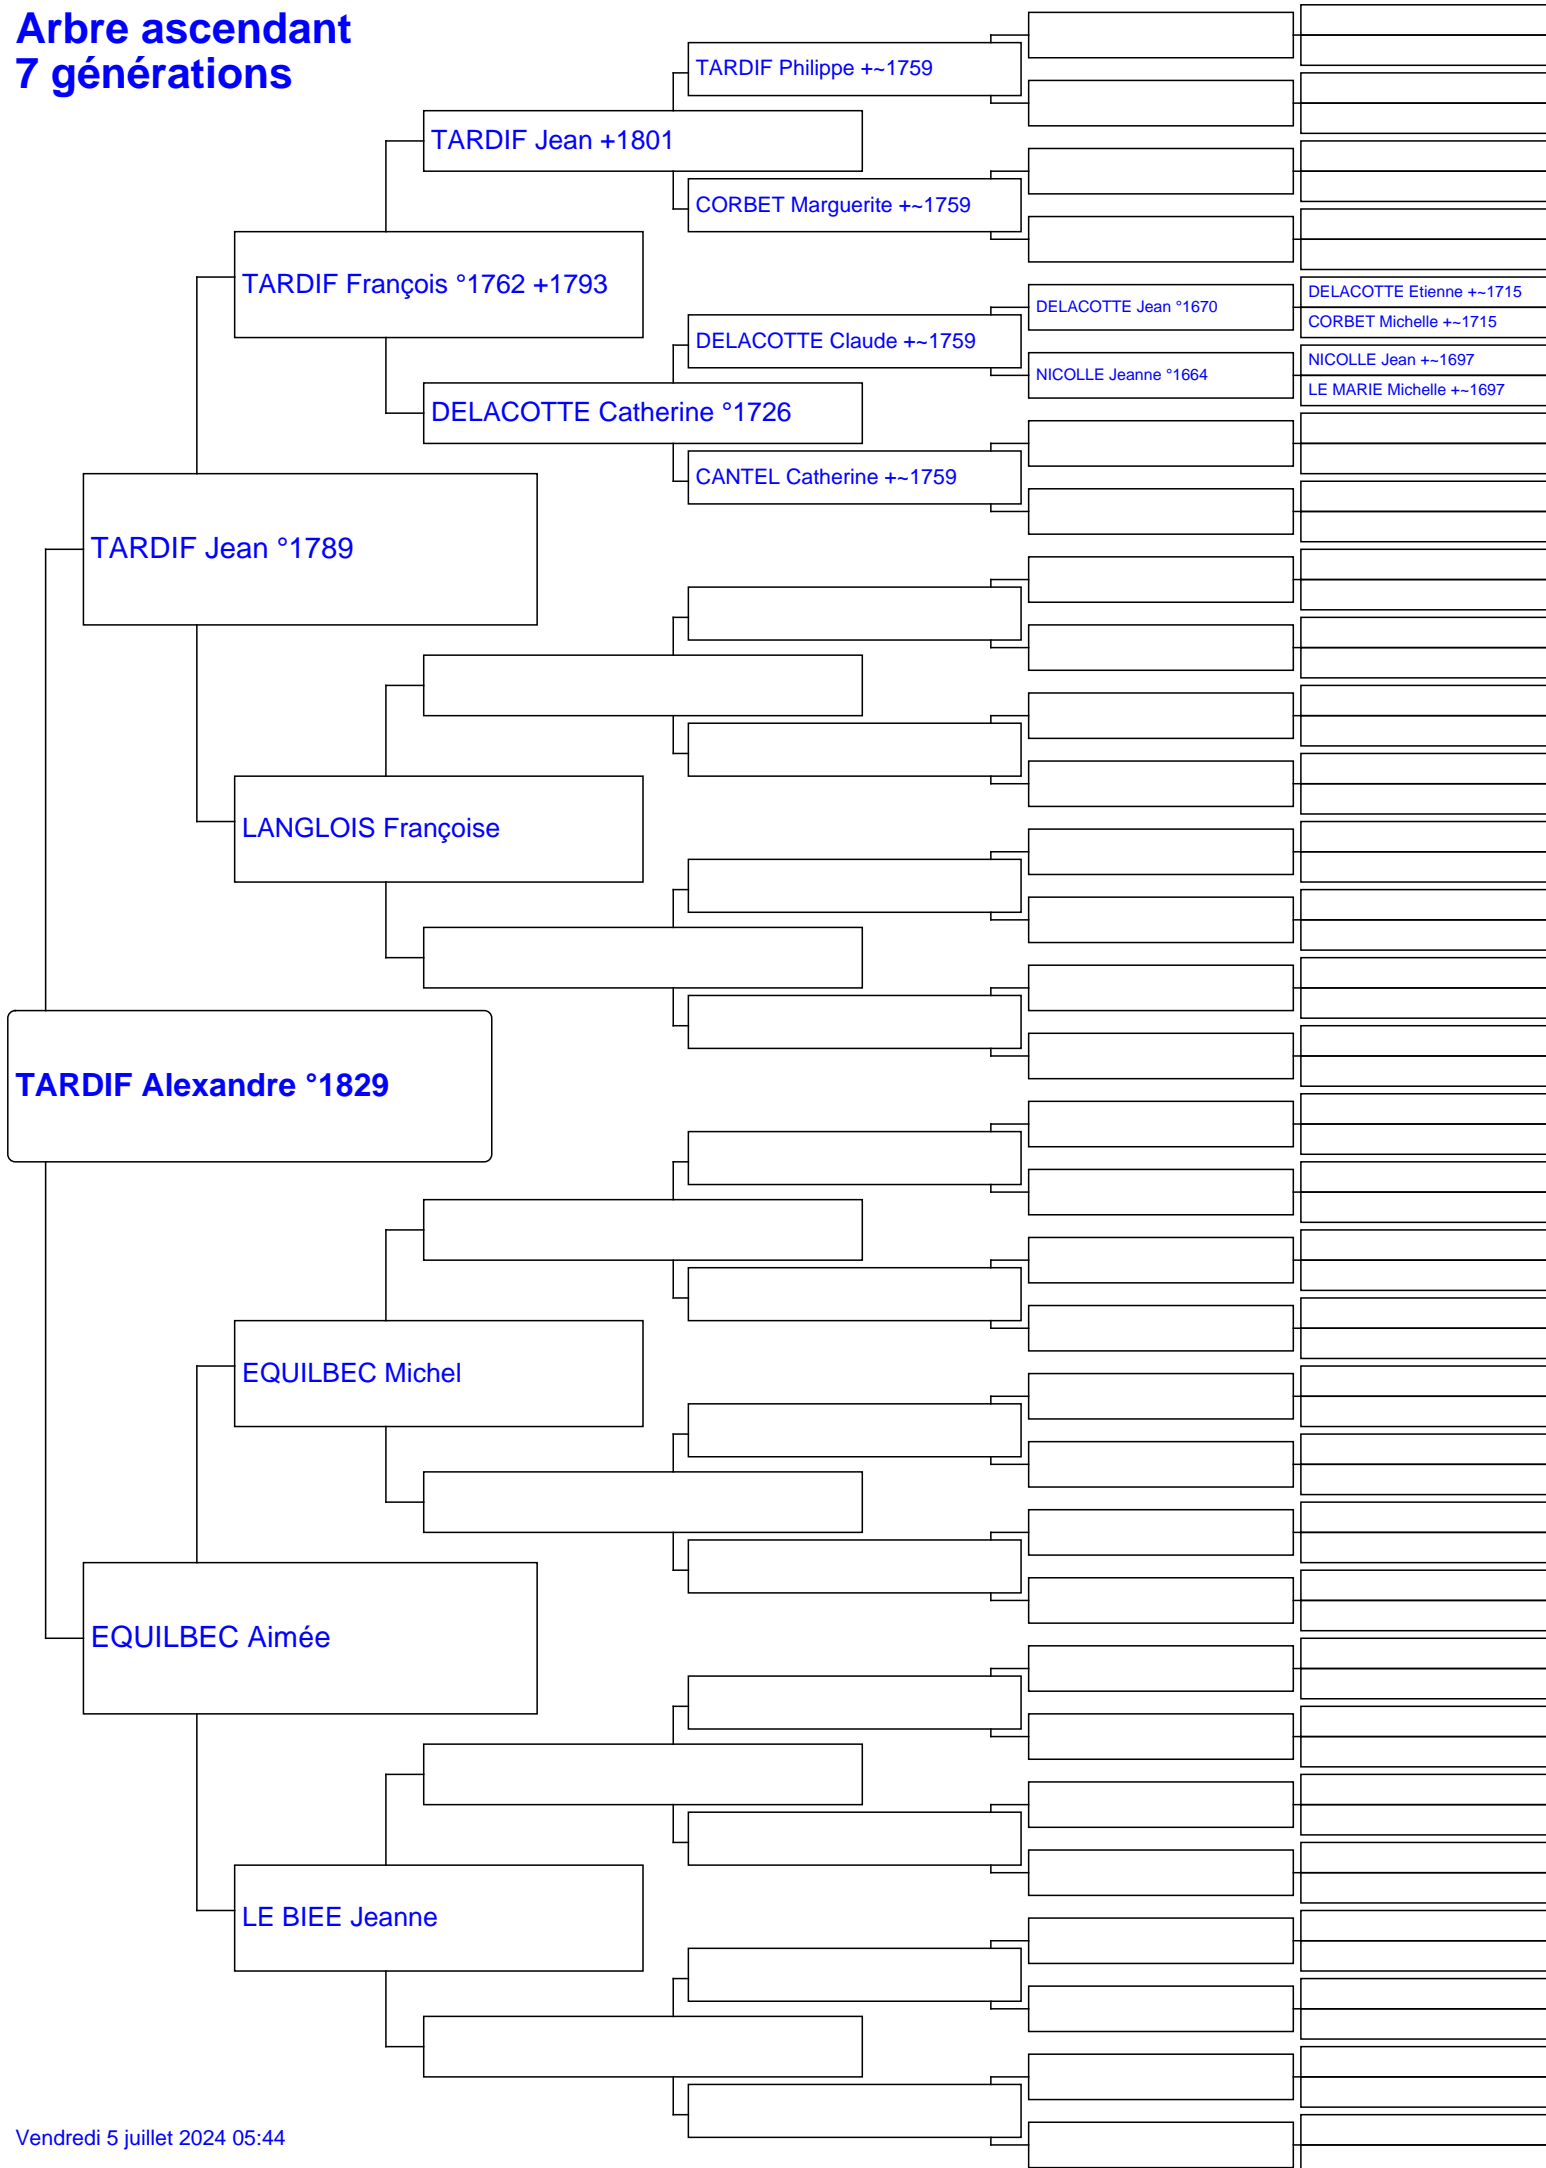 Arbre ascendant
7 générations
TARDIF Philippe +~1759
TARDIF Jean +1801
CORBET Marguerite +~1759
TARDIF François °1762 +1793
DELACOTTE Etienne +~1715
DELACOTTE Jean °1670
CORBET Michelle +~1715
DELACOTTE Claude +~1759
NICOLLE Jean +~1697
NICOLLE Jeanne °1664
LE MARIE Michelle +~1697
DELACOTTE Catherine °1726
CANTEL Catherine +~1759
TARDIF Jean °1789
LANGLOIS Françoise
TARDIF Alexandre °1829
EQUILBEC Michel
EQUILBEC Aimée
LE BIEE Jeanne
Vendredi 5 juillet 2024 05:44